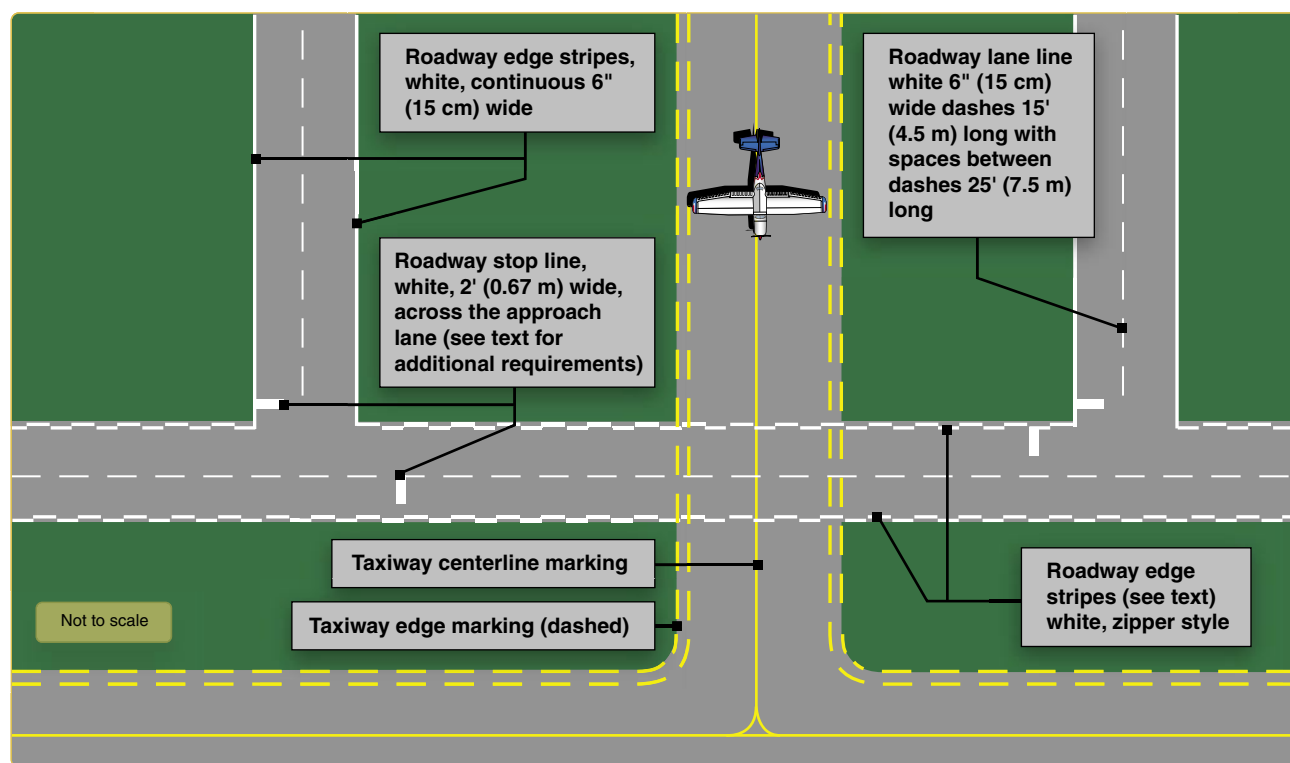 Roadway edge stripes,
white, continuous 6"
(15 cm) wide
Roadway lane line
white 6" (15 cm)
wide dashes 15'
(4.5 m) long with
spaces between
dashes 25' (7.5 m)
long
Roadway stop line,
white, 2' (0.67 m) wide,
across the approach
lane (see text for
additional requirements)
Taxiway centerline marking
Taxiway edge marking (dashed)
Roadway edge
stripes (see text)
white, zipper style
Not to scale